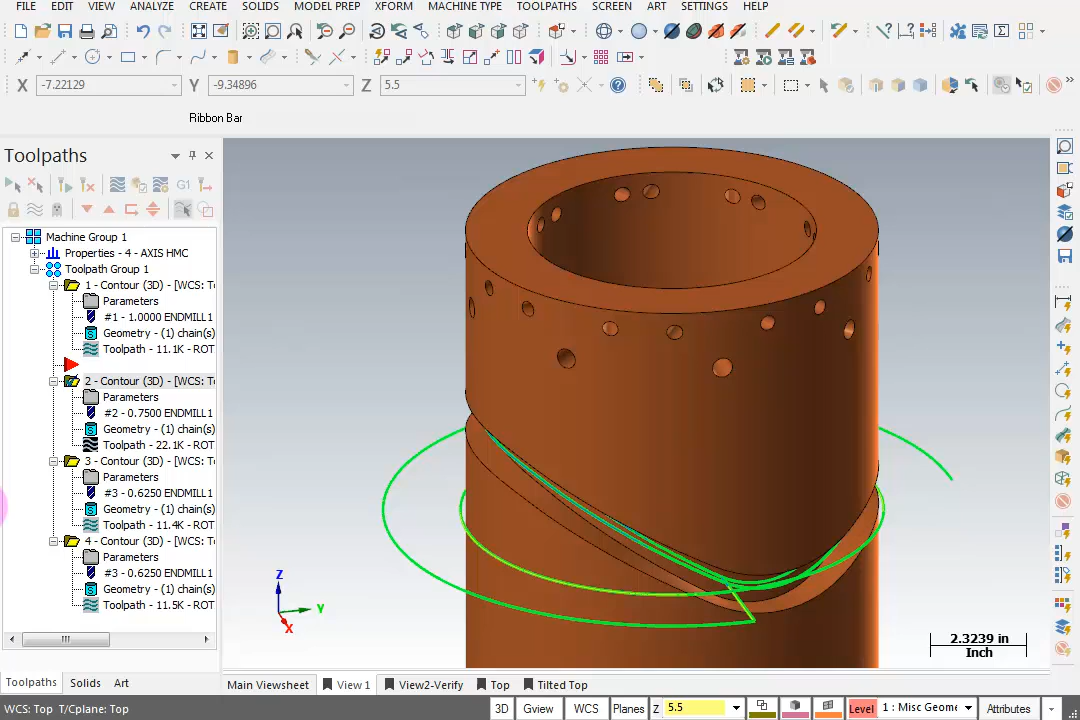 FILE EDIT VIEW ANALYZE CREATE SOLIDS MODEL PREP XFORM MACHINE TYPE TOOLPATHS SCREEN ART SETTINGS HELP
X -7.22129 Y -9.34896 Z 5.5
Ribbon Bar
Toolpaths
G1
Machine Group 1
Properties - 4 - AXIS HMC
Toolpath Group 1
1 - Contour (3D) - [WCS: To
Parameters
#1 - 1.0000 ENDMILL1
Geometry - (1) chain(s)
Toolpath - 11.1K - ROT
2 - Contour (3D) - [WCS: To
Parameters
#2 - 0.7500 ENDMILL1
Geometry - (1) chain(s)
Toolpath - 22.1K - ROT
3 - Contour (3D) - [WCS: To
Parameters
#3 - 0.6250 ENDMILL1
Geometry - (1) chain(s)
Toolpath - 11.4K - ROT
4 - Contour (3D) - [WCS: To
Parameters
#3 - 0.6250 ENDMILL1
Geometry - (1) chain(s)
Toolpath - 11.5K - ROT
Z
Y
X
2.3239 in
Inch
Toolpaths Solids Art
Main Viewsheet View 1 View2-Verify Top Tilted Top
WCS: Top T/Cplane: Top 3D Gview WCS Planes Z 5.5 Level 1 : Misc Geome Attributes